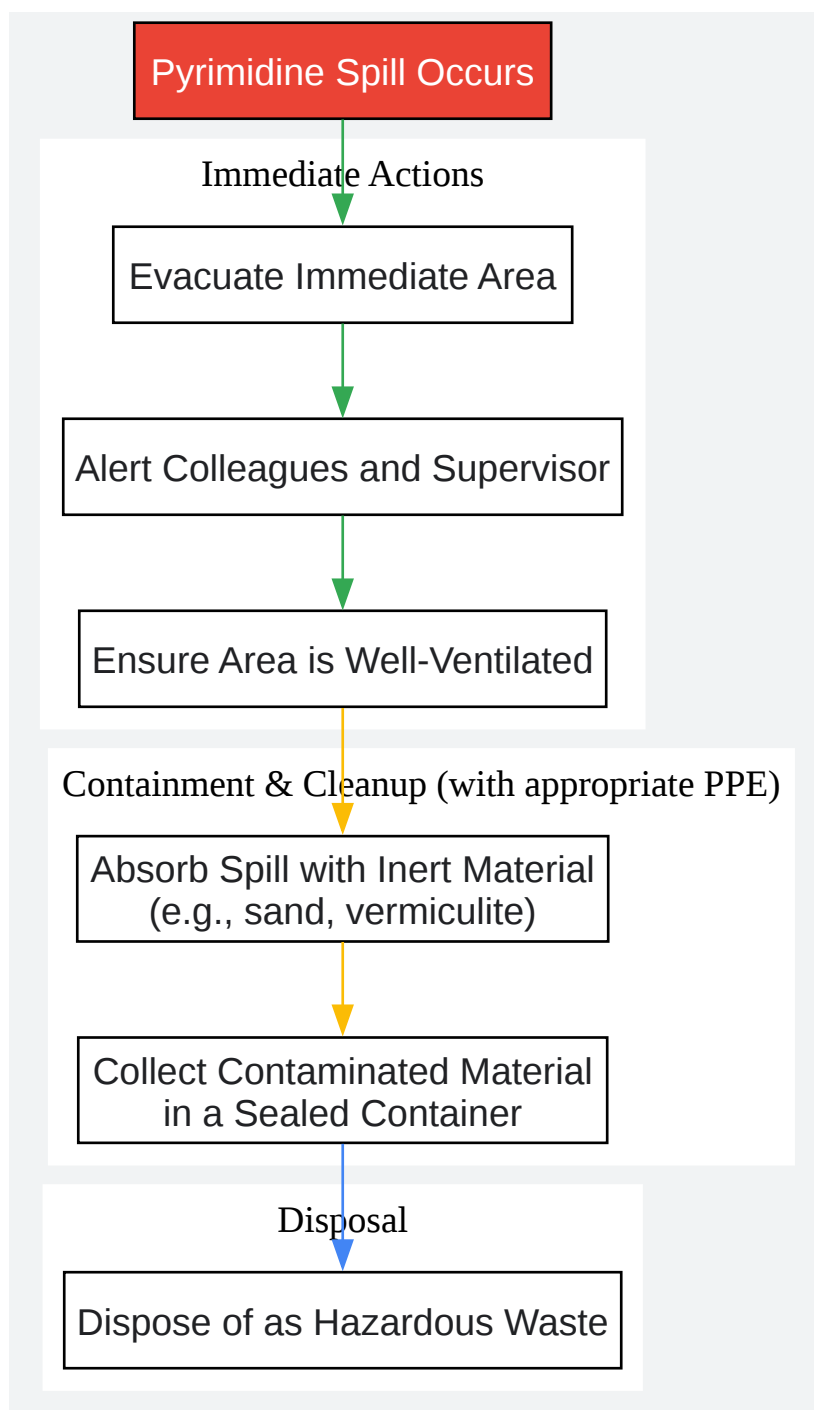 Pyrimidine Spill Occurs
Immediate Actions
Evacuate Immediate Area
Alert Colleagues and Supervisor
Ensure Area is Well-Ventilated
Containment & Cleanup (with appropriate PPE)
Absorb Spill with Inert Material
(e.g., sand, vermiculite)
Collect Contaminated Material
in a Sealed Container
Disposal
Dispose of as Hazardous Waste